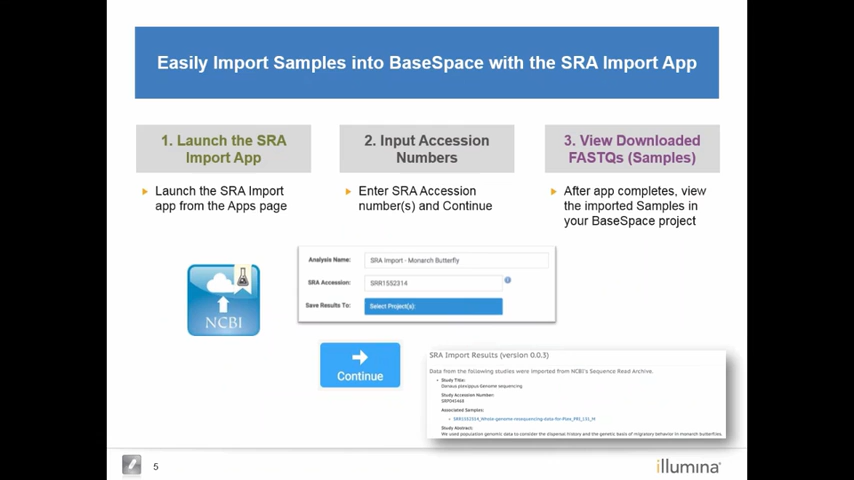 Easily Import Samples into BaseSpace with the SRA Import App
1. Launch the SRA
Import App
Launch the SRA Import
app from the Apps page
2. Input Accession
Numbers
Enter SRA Accession
number(s) and Continue
3. View Downloaded
FASTQs (Samples)
After app completes, view
the imported Samples in
your BaseSpace project
NCBI
Analysis Name: SRA Import - Monarch Butterfly
SRA Accession: SRR1552314
Save Results To: Select Project(s):
Continue
SRA Import Results (version 0.0.3)
Data from the following studies were imported from NCBI's Sequence Read Archive.
Study Title:
Danaus plexippus Genome sequencing
Study Accession Number:
SRP045468
Associated Samples:
Study Abstract:
We used population genomic data to consider the dispersal history and the genetic basis of migratory behavior in monarch butterflies.
5
illumina